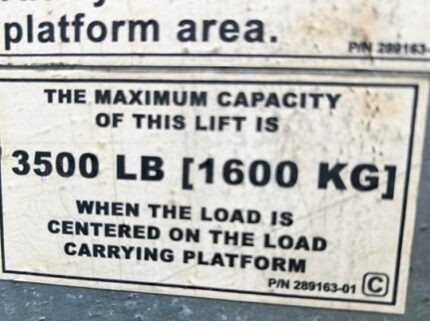 platform area.
P/N 289163-
THE MAXIMUM CAPACITY
OF THIS LIFT IS
3500 LB [1600 KG]
WHEN THE LOAD IS
CENTERED ON THE LOAD
CARRYING PLATFORM
P/N 289163-01 C